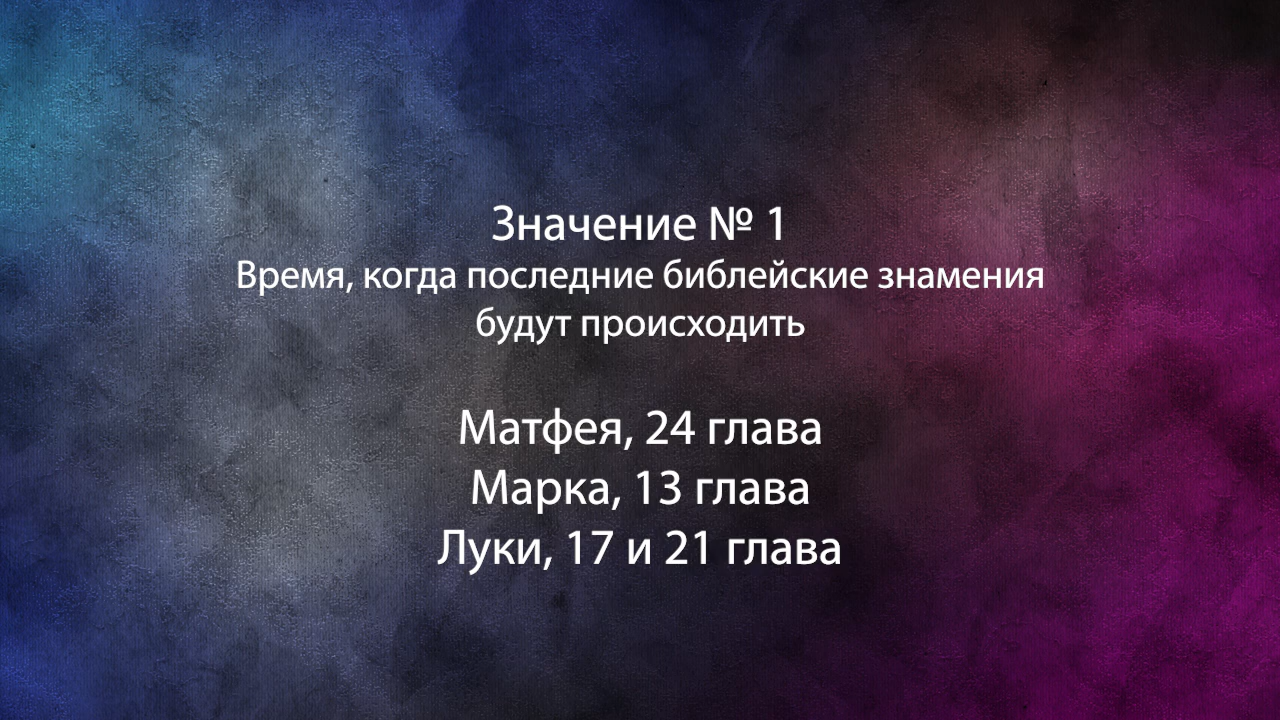 Значение № 1
Время, когда последние библейские знамения
будут происходить
Матфея, 24 глава
Марка, 13 глава
Луки, 17 и 21 глава